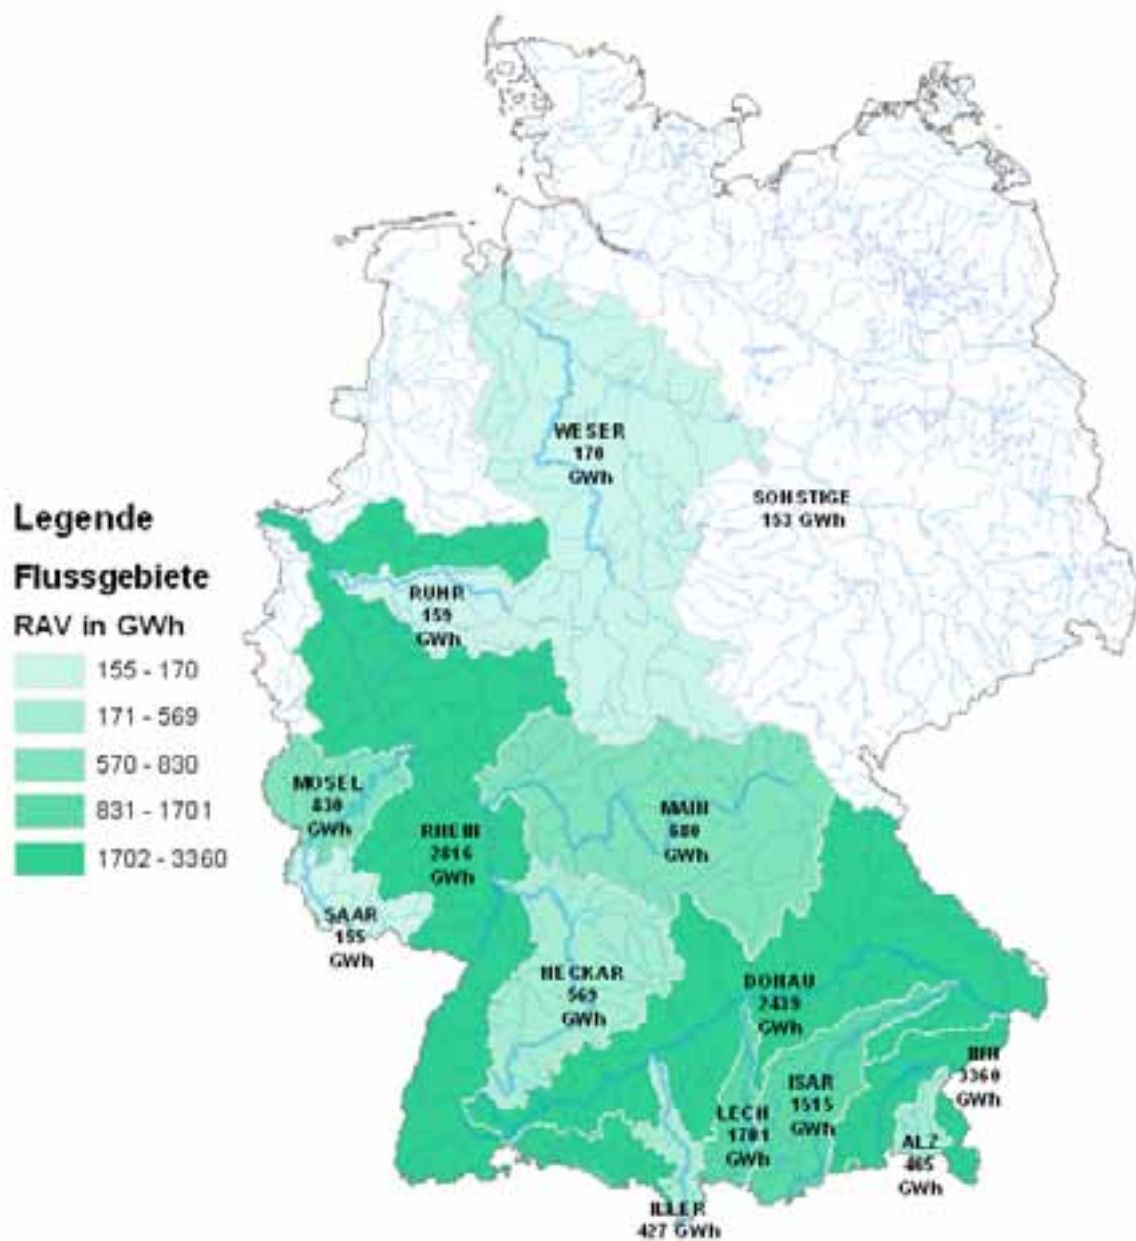 WESER
170
GWh
SONSTIGE
153 GWh
Legende
Flussgebiete
RAV in GWh
155 - 170
171 - 569
570 - 830
831 - 1701
1702 - 3360
RUHR
159
GWh
MOSEL
830
GWh
MAIN
680
GWh
RHEIN
2816
GWh
SAAR
155
GWh
NECKAR
569
GWh
DONAU
2439
GWh
INN
3360
GWh
ISAR
1515
GWh
LECH
1701
GWh
ALZ
465
GWh
ILLER
427 GWh